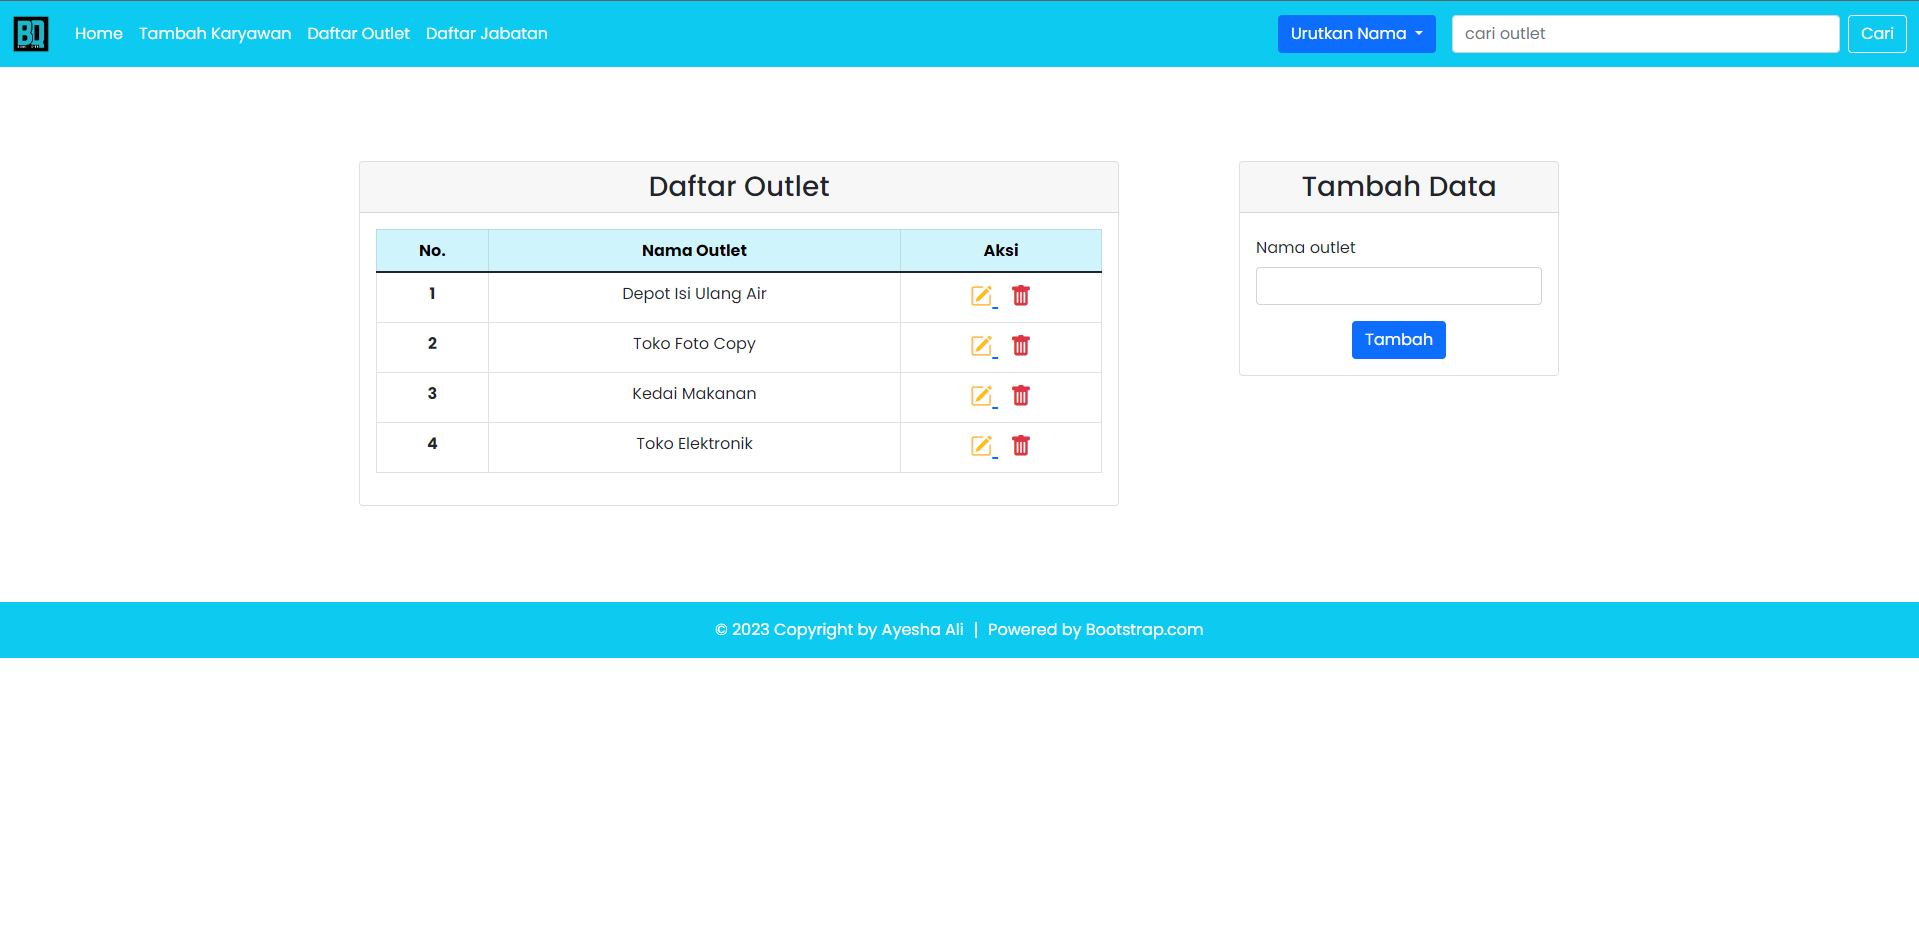 BQ
Home Tambah Karyawan Daftar Outlet Daftar Jabatan Urutkan Nama cari outlet Cari
Daftar Outlet
No. Nama Outlet Aksi
1 Depot Isi Ulang Air
2 Toko Foto Copy
3 Kedai Makanan
4 Toko Elektronik
Tambah Data
Nama outlet
Tambah
© 2023 Copyright by Ayesha Ali | Powered by Bootstrap.com